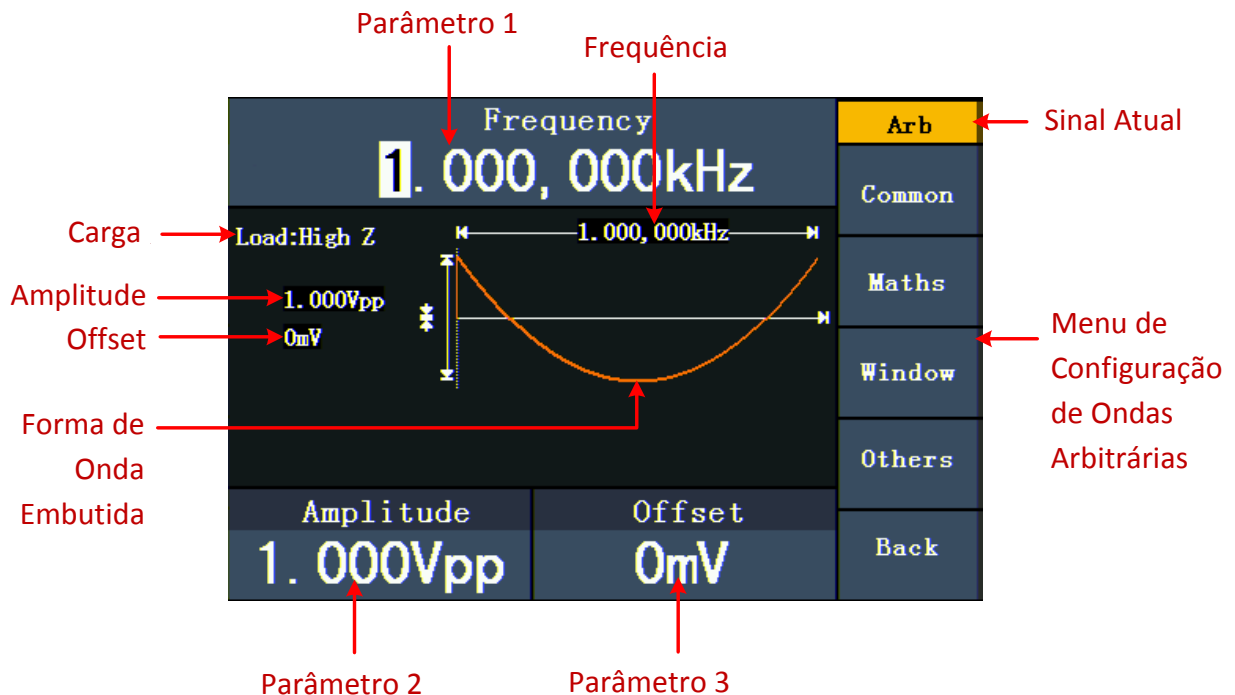 Parâmetro 1
Frequência
Frequency
1.000,000kHz
Arb
Sinal Atual
Common
Carga
Load:High Z
1.000,000kHz
Amplitude
1.000Vpp
Maths
Offset
0mV
Menu de
Configuração
de Ondas
Arbitrárias
Window
Forma de
Onda
Embutida
Others
Amplitude
1.000Vpp
Offset
0mV
Back
Parâmetro 2
Parâmetro 3